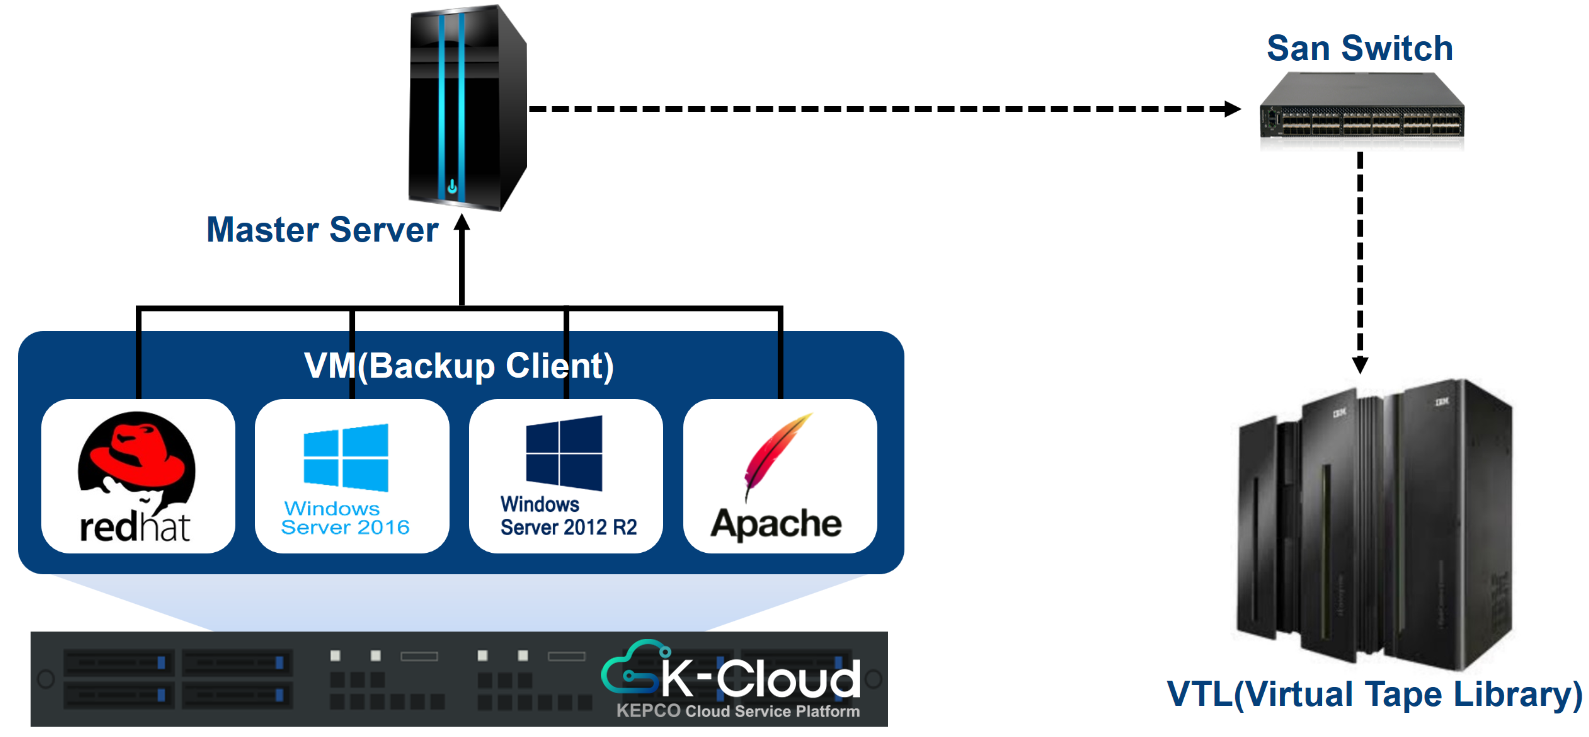 San Switch
Master Server
VM(Backup Client)
redhat
Windows
Server 2016
Windows
Server 2012 R2
Apache
IBM
IBM
K-Cloud
KEPCO Cloud Service Platform
VTL(Virtual Tape Library)